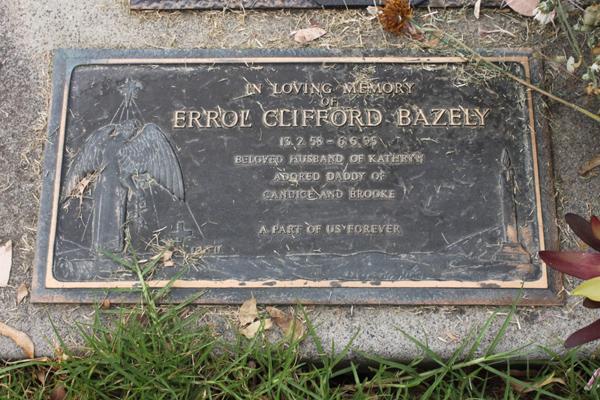 IN LOVING MEMORY
OF
ERROL CLIFFORD BAZELY
13.2.58 - 6.6.95
BELOVED HUSBAND OF KATHRYN
ADORED DADDY OF
CANDICE AND BROOKE
A PART OF US FOREVER